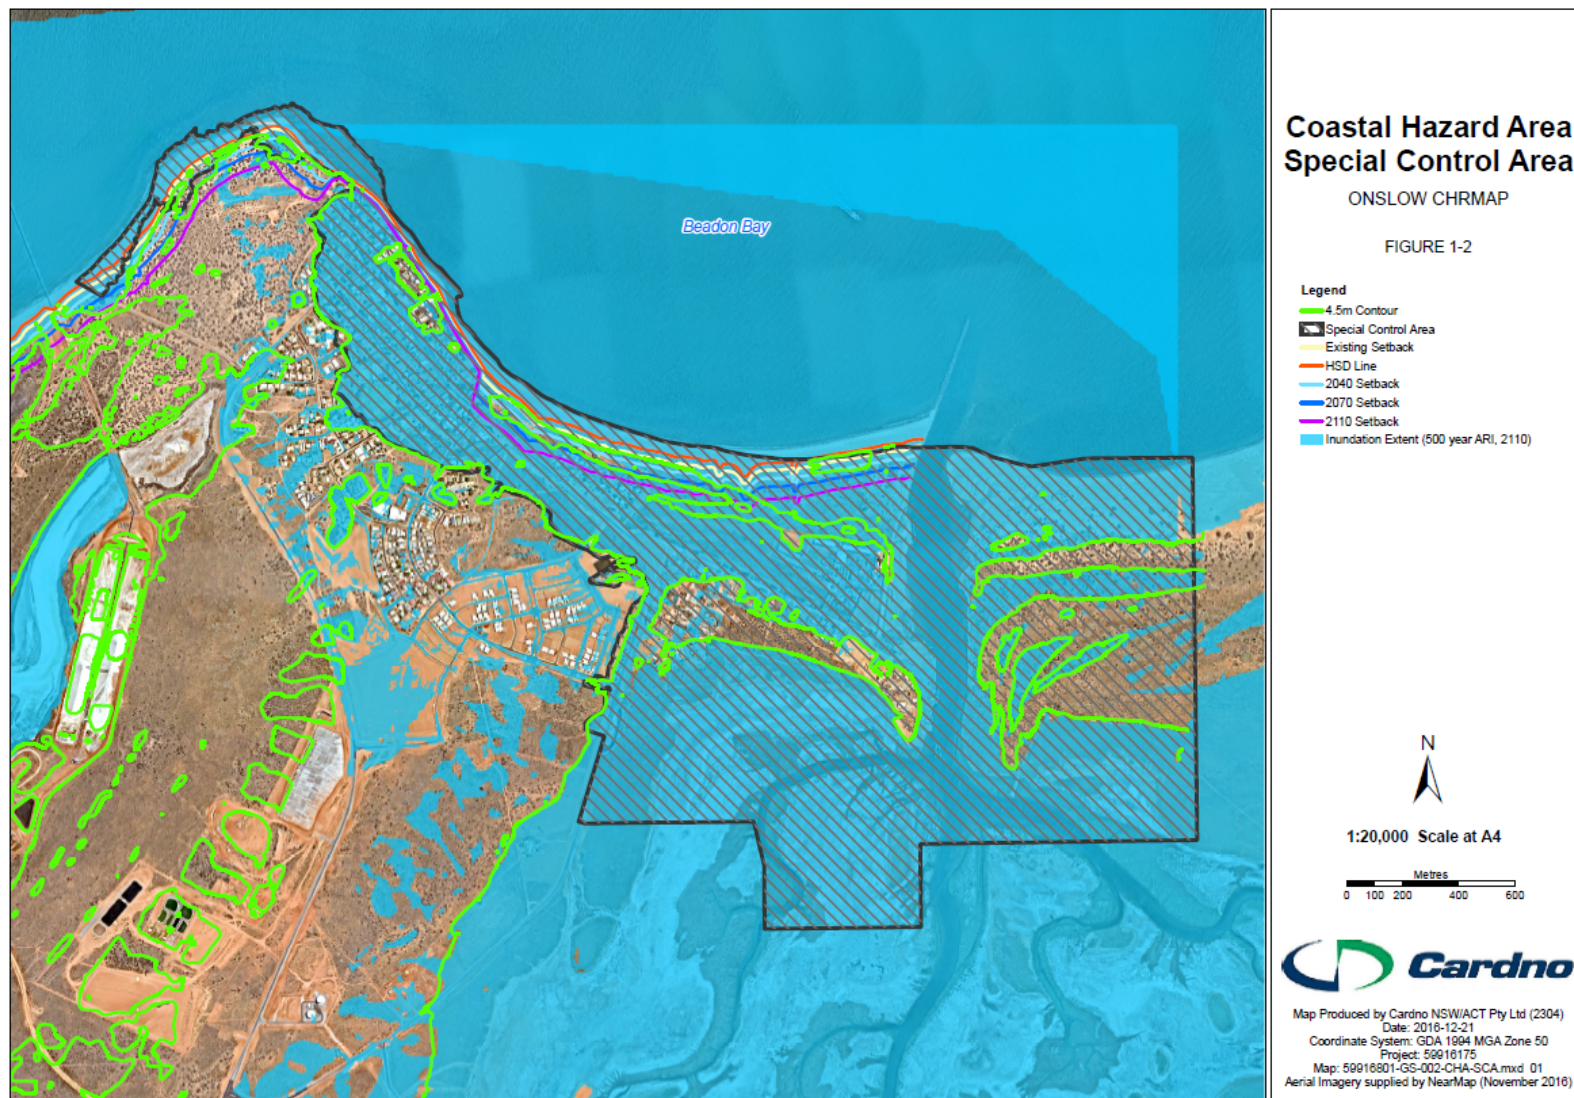 Beadon Bay
Coastal Hazard Area
Special Control Area
ONSLOW CHRMAP
FIGURE 1-2
Legend
4.5m Contour
Special Control Area
Existing Setback
HSD Line
2040 Setback
2070 Setback
2110 Setback
Inundation Extent (500 year ARI, 2110)
N
1:20,000 Scale at A4
Metres
0 100 200 400 600
Cardno
Map Produced by Cardno NSW/ACT Pty Ltd (2304)
Date: 2016-12-21
Coordinate System: GDA 1994 MGA Zone 50
Project: 59916175
Map: 59916801-GS-002-CHA-SCA.mxd 01
Aerial Imagery supplied by NearMap (November 2016)